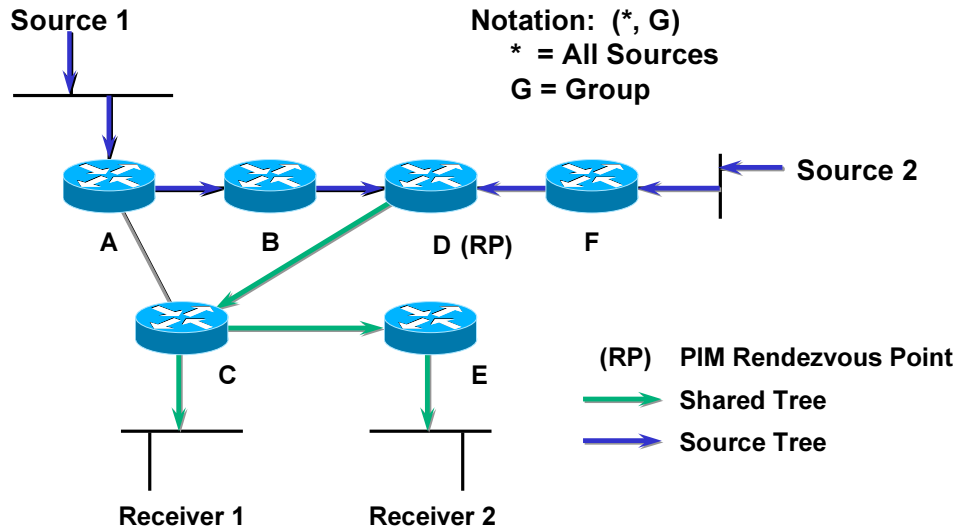 Source 1
Notation: (*, G)
* = All Sources
G = Group
Source 2
A
B
D (RP)
F
C
E
(RP) PIM Rendezvous Point
Shared Tree
Source Tree
Receiver 1
Receiver 2